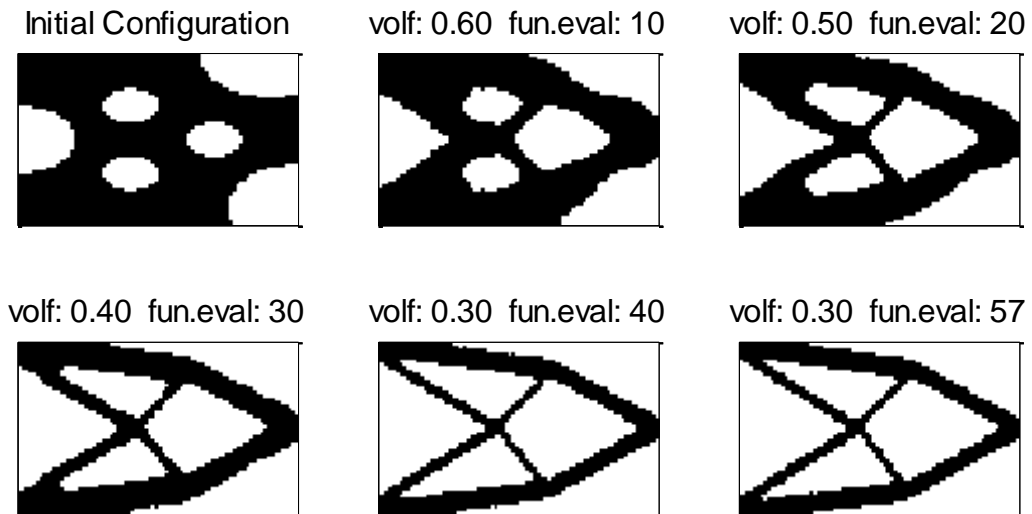 Initial Configuration
volf: 0.60 fun.eval: 10
volf: 0.50 fun.eval: 20
volf: 0.40 fun.eval: 30
volf: 0.30 fun.eval: 40
volf: 0.30 fun.eval: 57